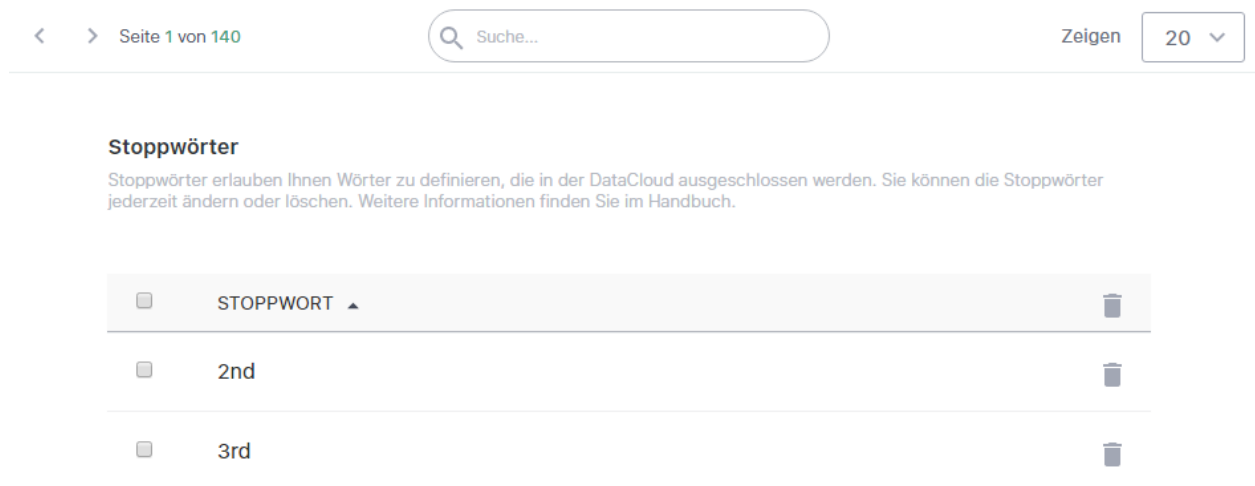 Seite 1 von 140
Suche...
Zeigen
20
Stoppwörter
Stoppwörter erlauben Ihnen Wörter zu definieren, die in der DataCloud ausgeschlossen werden. Sie können die Stoppwörter
jederzeit ändern oder löschen. Weitere Informationen finden Sie im Handbuch.
STOPPWORT
2nd
3rd